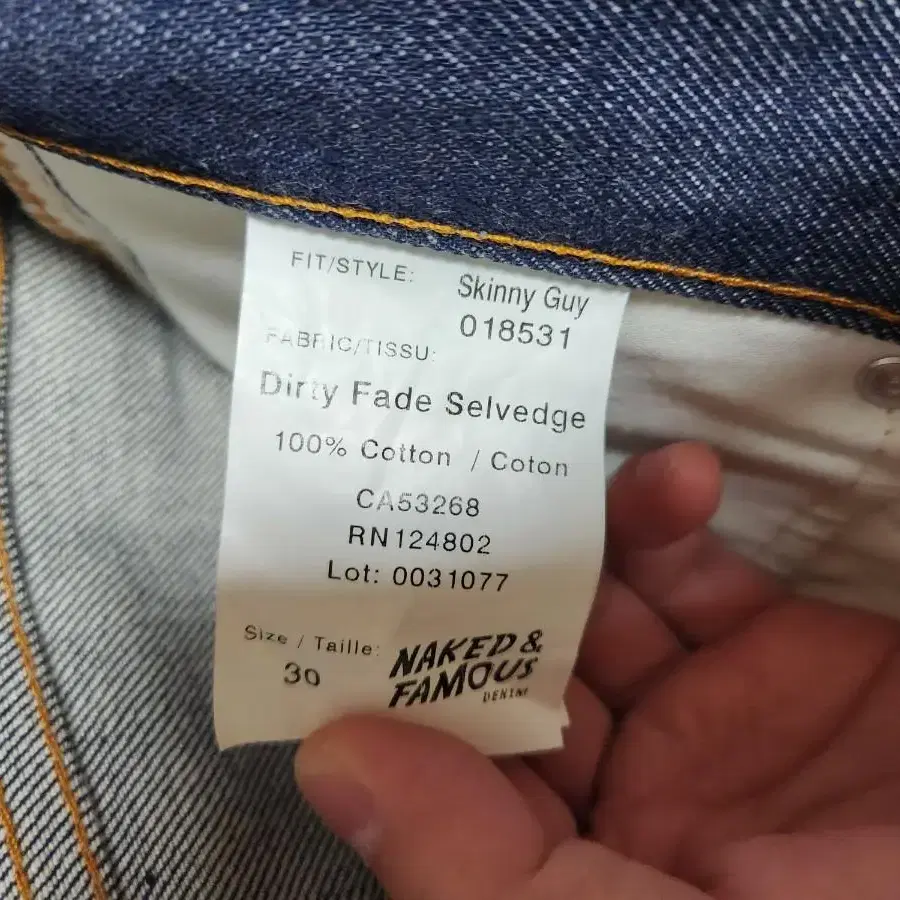 FIT/STYLE: Skinny Guy
018531
FABRIC/TISSU:
Dirty Fade Selvedge
100% Cotton / Coton
CA53268
RN124802
Lot: 0031077
Size / Taille:
30
NAKED &
FAMOUS
DENIM